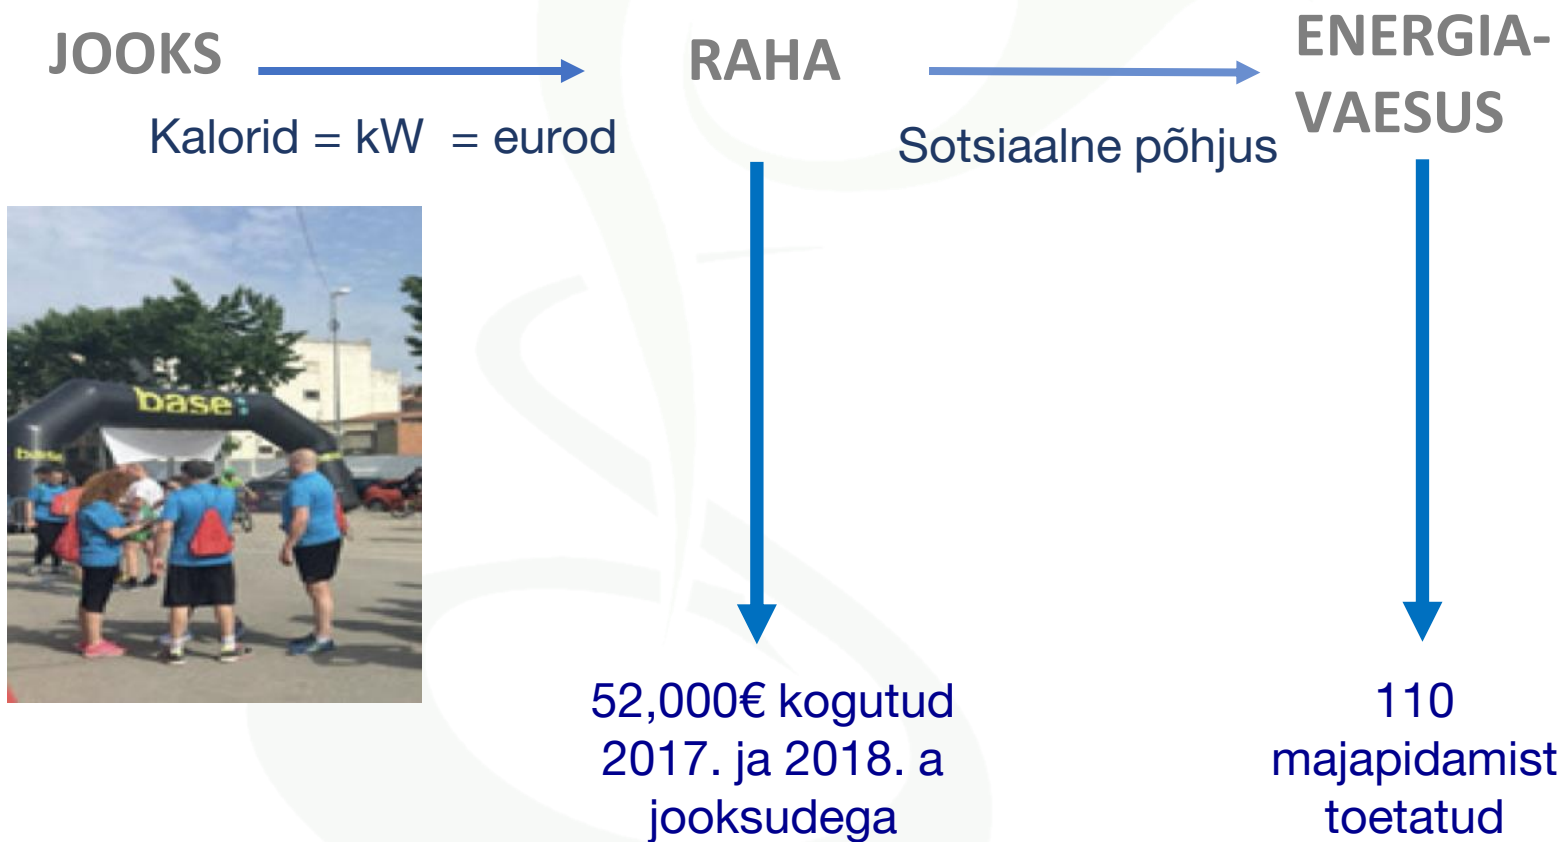 JOOKS
RAHA
ENERGIA-
VAESUS
Kalorid = kW = eurod
Sotsiaalne põhjus
base:
base
52,000€ kogutud
2017. ja 2018. a
jooksudega
110
majapidamist
toetatud